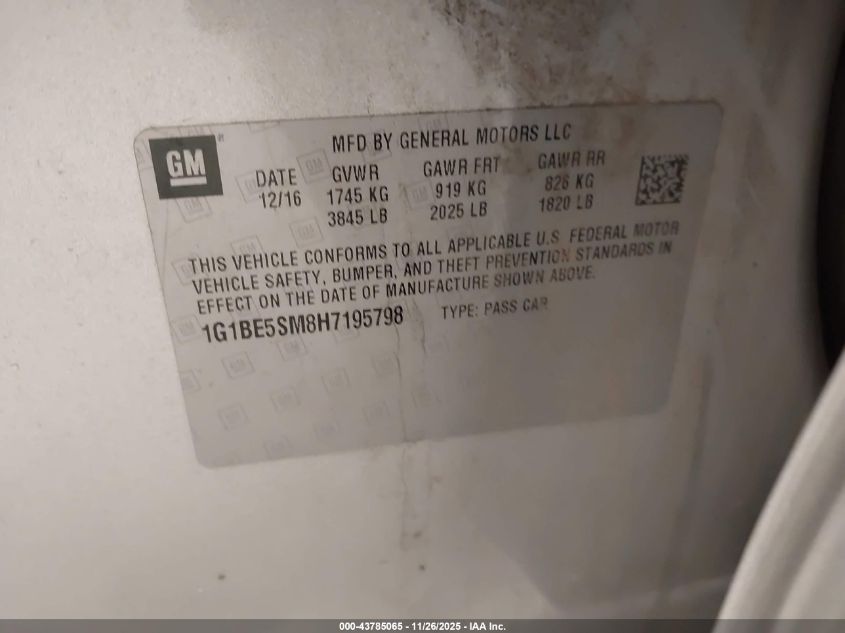 GM
MFD BY GENERAL MOTORS LLC
DATE GVWR GAWR FRT GAWR RR
12/16 1745 KG 919 KG 826 KG
3845 LB 2025 LB 1820 LB
THIS VEHICLE CONFORMS TO ALL APPLICABLE U.S FEDERAL MOTOR
VEHICLE SAFETY, BUMPER, AND THEFT PREVENTION STANDARDS IN
EFFECT ON THE DATE OF MANUFACTURE SHOWN ABOVE.
1G1BE5SM8H7195798 TYPE: PASS CAR
000-43785065 - 11/26/2025 - IAA Inc.